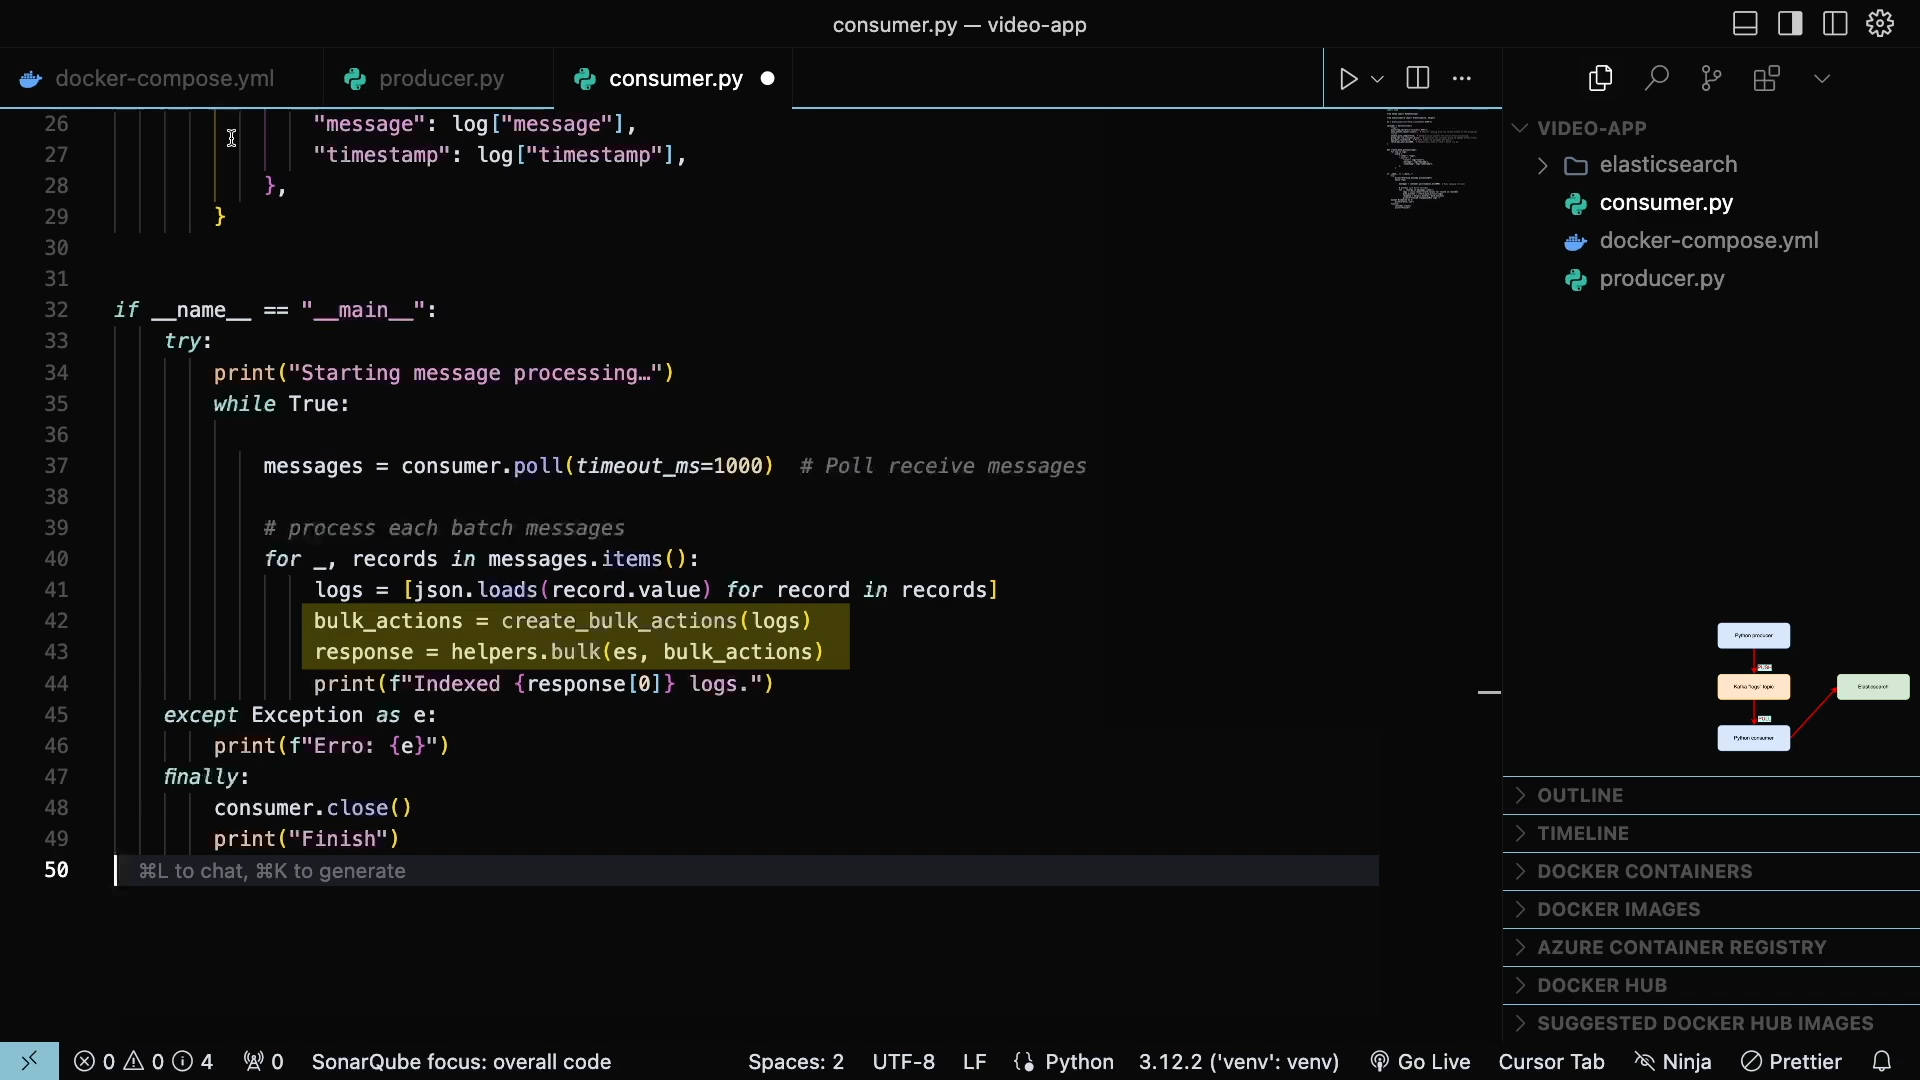 consumer.py — video-app
docker-compose.yml
producer.py
consumer.py
26 "message": log["message"],
27 "timestamp": log["timestamp"],
28 },
29 }
30
31
32 if __name__ == "__main__":
33 try:
34 print("Starting message processing…")
35 while True:
36
37 messages = consumer.poll(timeout_ms=1000)  # Poll receive messages
38
39 # process each batch messages
40 for _, records in messages.items():
41 logs = [json.loads(record.value) for record in records]
42 bulk_actions = create_bulk_actions(logs)
43 response = helpers.bulk(es, bulk_actions)
44 print(f"Indexed {response[0]} logs.")
45 except Exception as e:
46 print(f"Erro: {e}")
47 finally:
48 consumer.close()
49 print("Finish")
50 ⌘L to chat, ⌘K to generate
VIDEO-APP
elasticsearch
consumer.py
docker-compose.yml
producer.py
Python producer
Kafka "logs" topic
Elasticsearch
Python consumer
OUTLINE
TIMELINE
DOCKER CONTAINERS
DOCKER IMAGES
AZURE CONTAINER REGISTRY
DOCKER HUB
SUGGESTED DOCKER HUB IMAGES
0 0 4 0 SonarQube focus: overall code Spaces: 2 UTF-8 LF Python 3.12.2 ('venv': venv) Go Live Cursor Tab Ninja Prettier